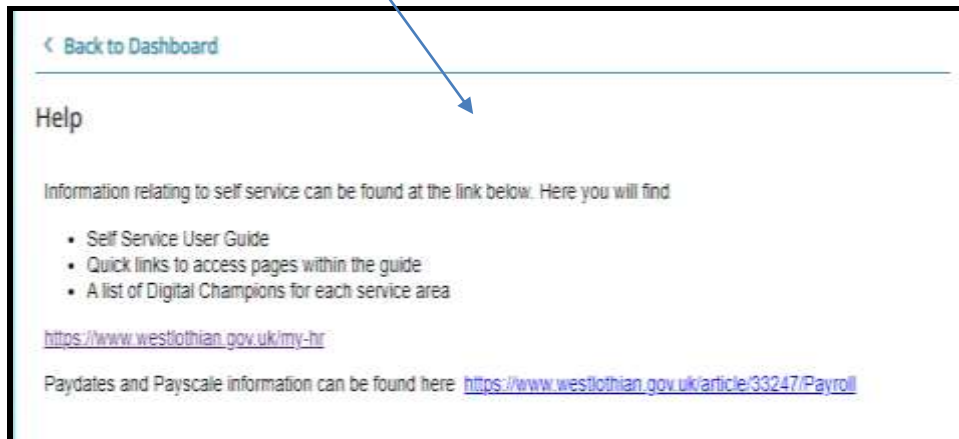 < Back to Dashboard
Help
Information relating to self service can be found at the link below. Here you will find
• Self Service User Guide
• Quick links to access pages within the guide
• A list of Digital Champions for each service area
https://www.westlothian.gov.uk/my-hr
Paydates and Payscale information can be found here https://www.westlothian.gov.uk/article/33247/Payroll